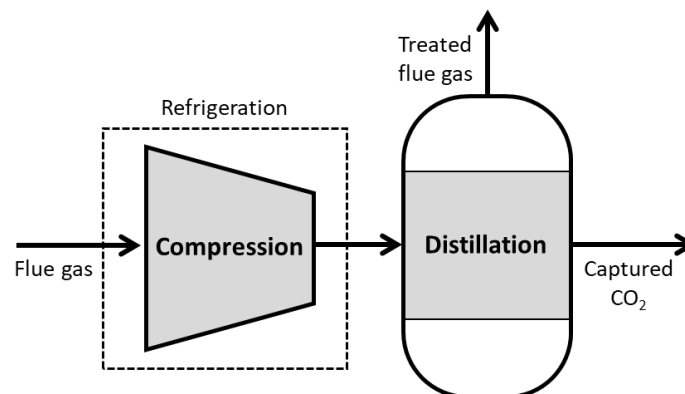 Treated
flue gas
Refrigeration
Compression
Distillation
Flue gas
Captured
CO₂